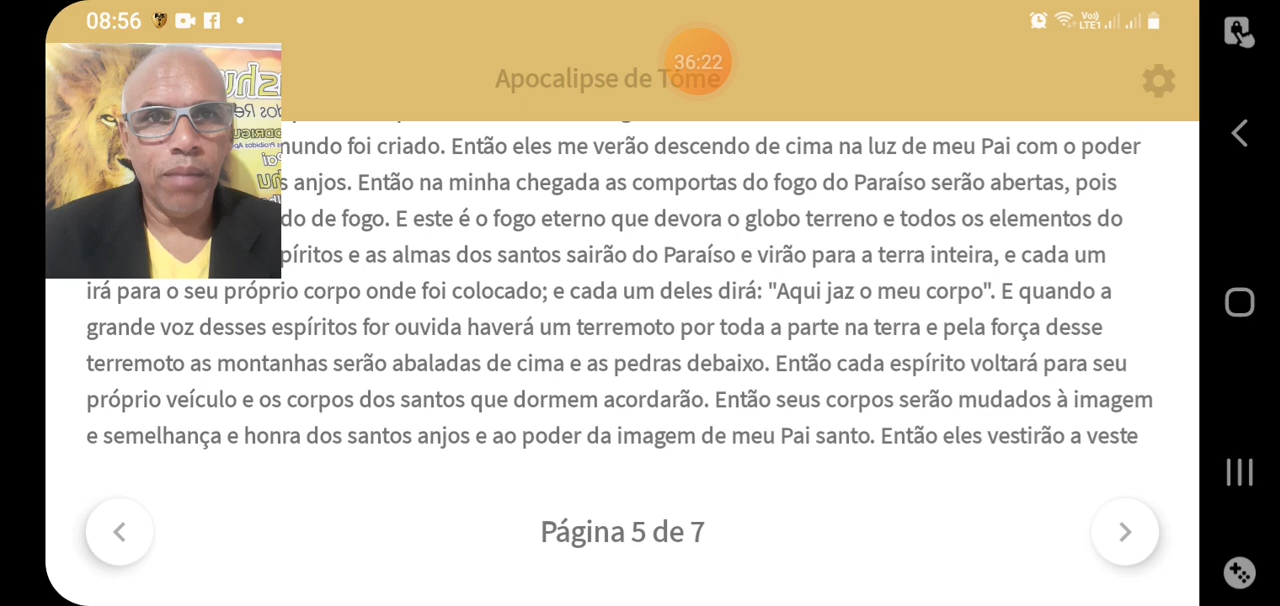 08:56
Vo))
LTE1
36:22
Apocalipse de Tomé
mundo foi criado. Então eles me verão descendo de cima na luz de meu Pai com o poder
s anjos. Então na minha chegada as comportas do fogo do Paraíso serão abertas, pois
do de fogo. E este é o fogo eterno que devora o globo terreno e todos os elementos do
píritos e as almas dos santos sairão do Paraíso e virão para a terra inteira, e cada um
irá para o seu próprio corpo onde foi colocado; e cada um deles dirá: "Aqui jaz o meu corpo". E quando a
grande voz desses espíritos for ouvida haverá um terremoto por toda a parte na terra e pela força desse
terremoto as montanhas serão abaladas de cima e as pedras debaixo. Então cada espírito voltará para seu
próprio veículo e os corpos dos santos que dormem acordarão. Então seus corpos serão mudados à imagem
e semelhança e honra dos santos anjos e ao poder da imagem de meu Pai santo. Então eles vestirão a veste
Página 5 de 7